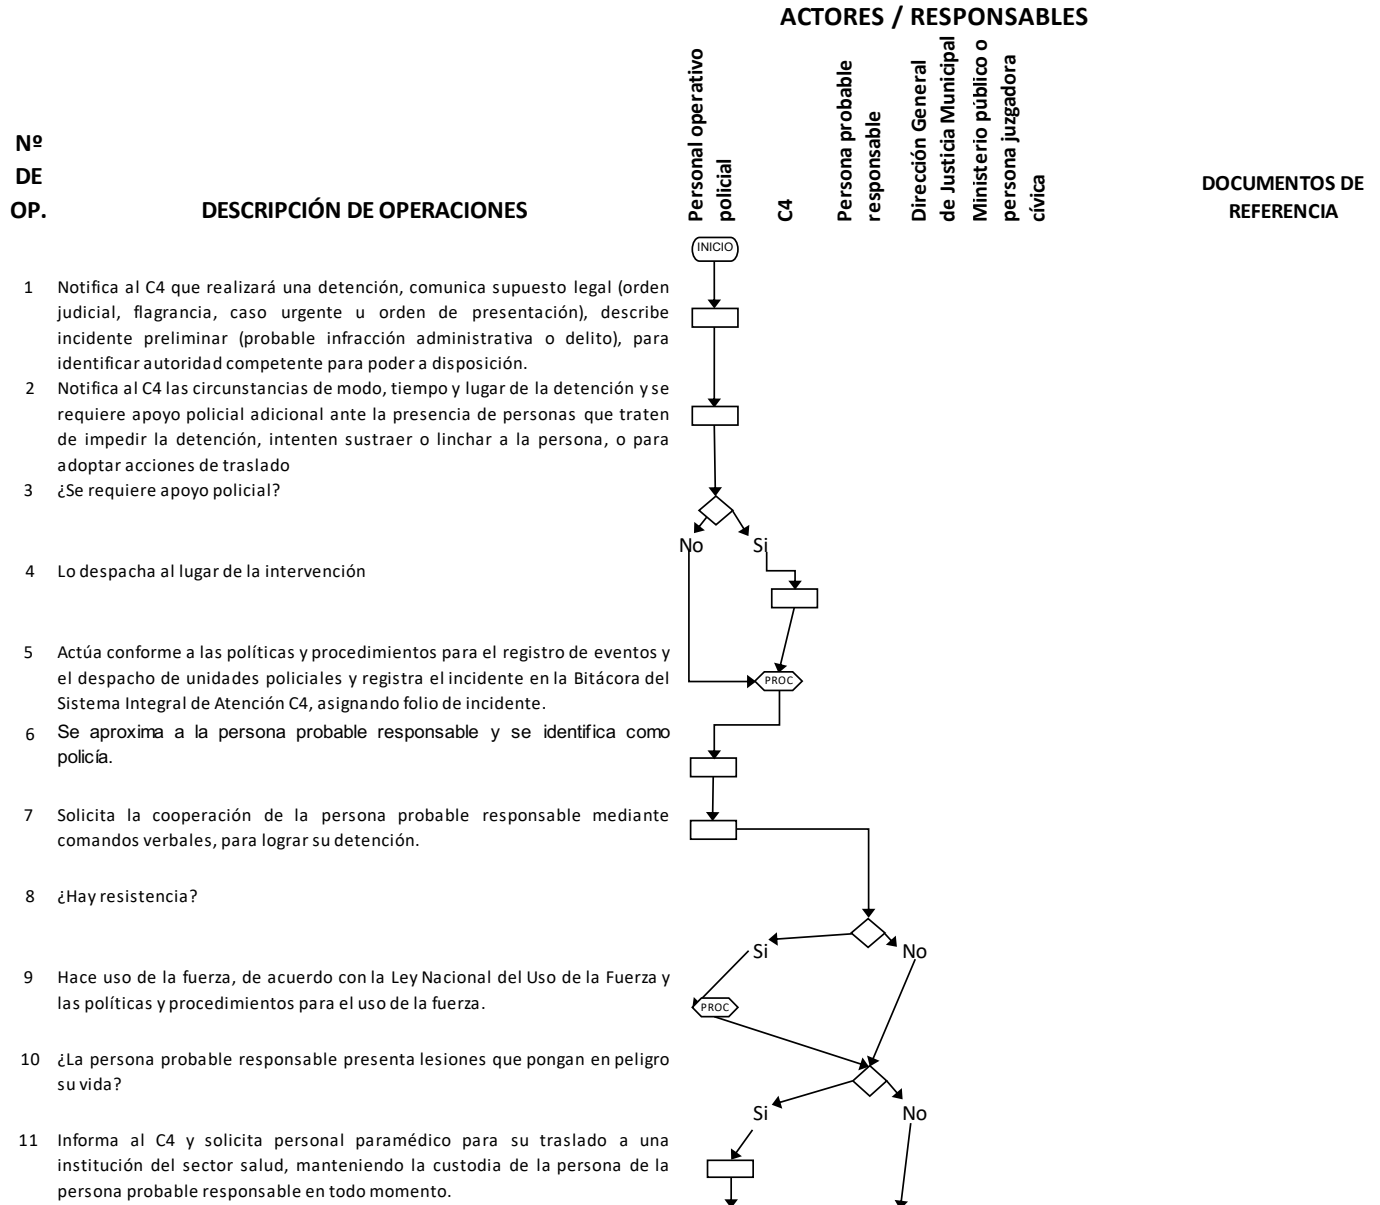 ACTORES / RESPONSABLES
Nº
DE
OP.
DESCRIPCIÓN DE OPERACIONES
Personal operativo
policial
C4
Persona probable
responsable
Dirección General
de Justicia Municipal
Ministerio público o
persona juzgadora
cívica
DOCUMENTOS DE
REFERENCIA
INICIO
1 Notifica al C4 que realizará una detención, comunica supuesto legal (orden
judicial, flagrancia, caso urgente u orden de presentación), describe
incidente preliminar (probable infracción administrativa o delito), para
identificar autoridad competente para poder a disposición.
2 Notifica al C4 las circunstancias de modo, tiempo y lugar de la detención y se
requiere apoyo policial adicional ante la presencia de personas que traten
de impedir la detención, intenten sustraer o linchar a la persona, o para
adoptar acciones de traslado
3 ¿Se requiere apoyo policial?
No Si
4 Lo despacha al lugar de la intervención
5 Actúa conforme a las políticas y procedimientos para el registro de eventos y
el despacho de unidades policiales y registra el incidente en la Bitácora del
Sistema Integral de Atención C4, asignando folio de incidente.
PROC
6 Se aproxima a la persona probable responsable y se identifica como
policía.
7 Solicita la cooperación de la persona probable responsable mediante
comandos verbales, para lograr su detención.
8 ¿Hay resistencia?
Si No
9 Hace uso de la fuerza, de acuerdo con la Ley Nacional del Uso de la Fuerza y
las políticas y procedimientos para el uso de la fuerza.
PROC
10 ¿La persona probable responsable presenta lesiones que pongan en peligro
su vida?
Si No
11 Informa al C4 y solicita personal paramédico para su traslado a una
institución del sector salud, manteniendo la custodia de la persona de la
persona probable responsable en todo momento.